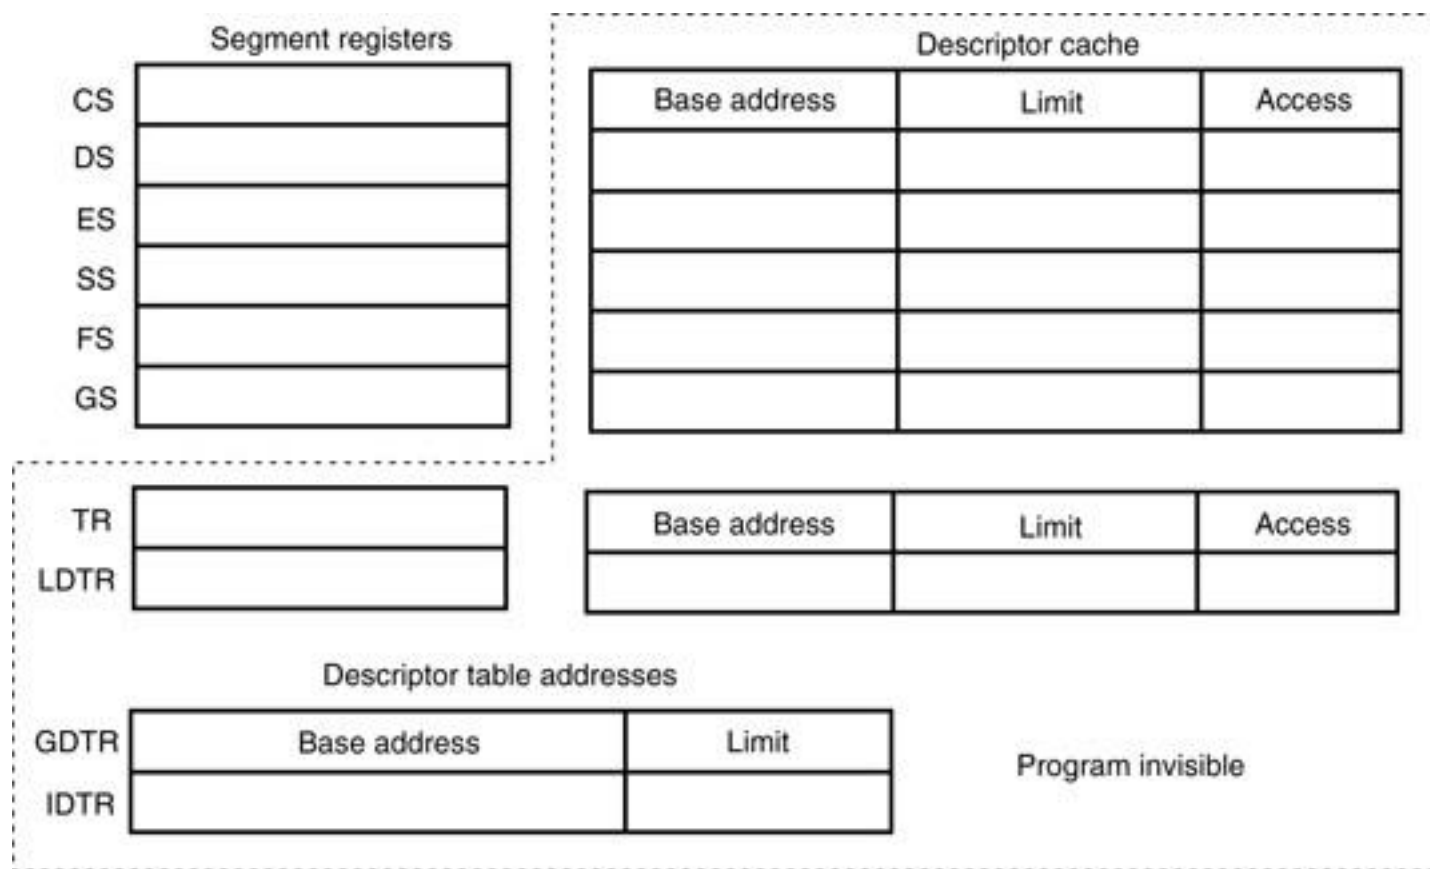 Segment registers
Descriptor cache
CS
Base address Limit Access
DS
ES
SS
FS
GS
TR
Base address Limit Access
LDTR
Descriptor table addresses
GDTR Base address Limit
Program invisible
IDTR